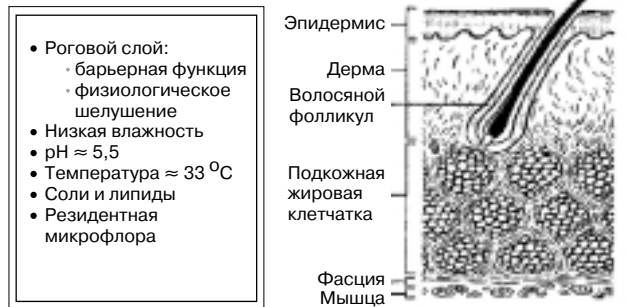 • Роговой слой:
◦ барьерная функция
◦ физиологическое
шелушение
• Низкая влажность
• pH ≈ 5,5
• Температура ≈ 33 °C
• Соли и липиды
• Резидентная
микрофлора
Эпидермис
Дерма
Волосяной
фолликул
Подкожная
жировая
клетчатка
Фасция
Мышца